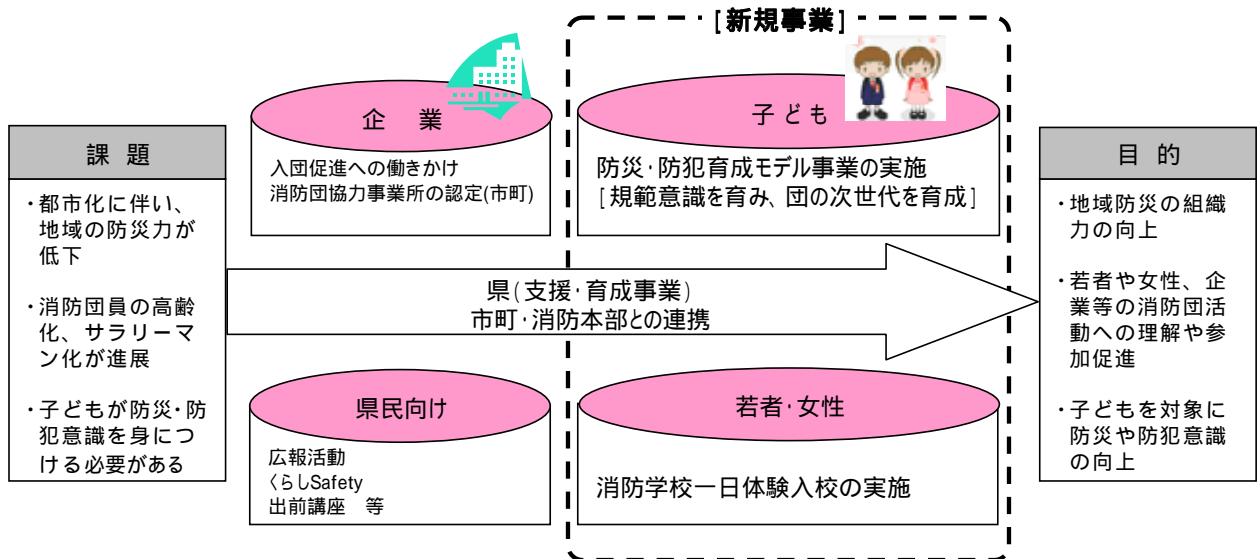 [新規事業]
課 題
・都市化に伴い、
地域の防災力が
低下
・消防団員の高齢
化、サラリーマ
ン化が進展
・子どもが防災・防
犯意識を身につ
ける必要がある
企 業
入団促進への働きかけ
消防団協力事業所の認定(市町)
子ども
防災・防犯育成モデル事業の実施
[規範意識を育み、団の次世代を育成]
県(支援・育成事業)
市町・消防本部との連携
県民向け
広報活動
くらしSafety
出前講座 等
若者・女性
消防学校一日体験入校の実施
目 的
・地域防災の組織
力の向上
・若者や女性、企
業等の消防団活
動への理解や参
加促進
・子どもを対象に
防災や防犯意識
の向上